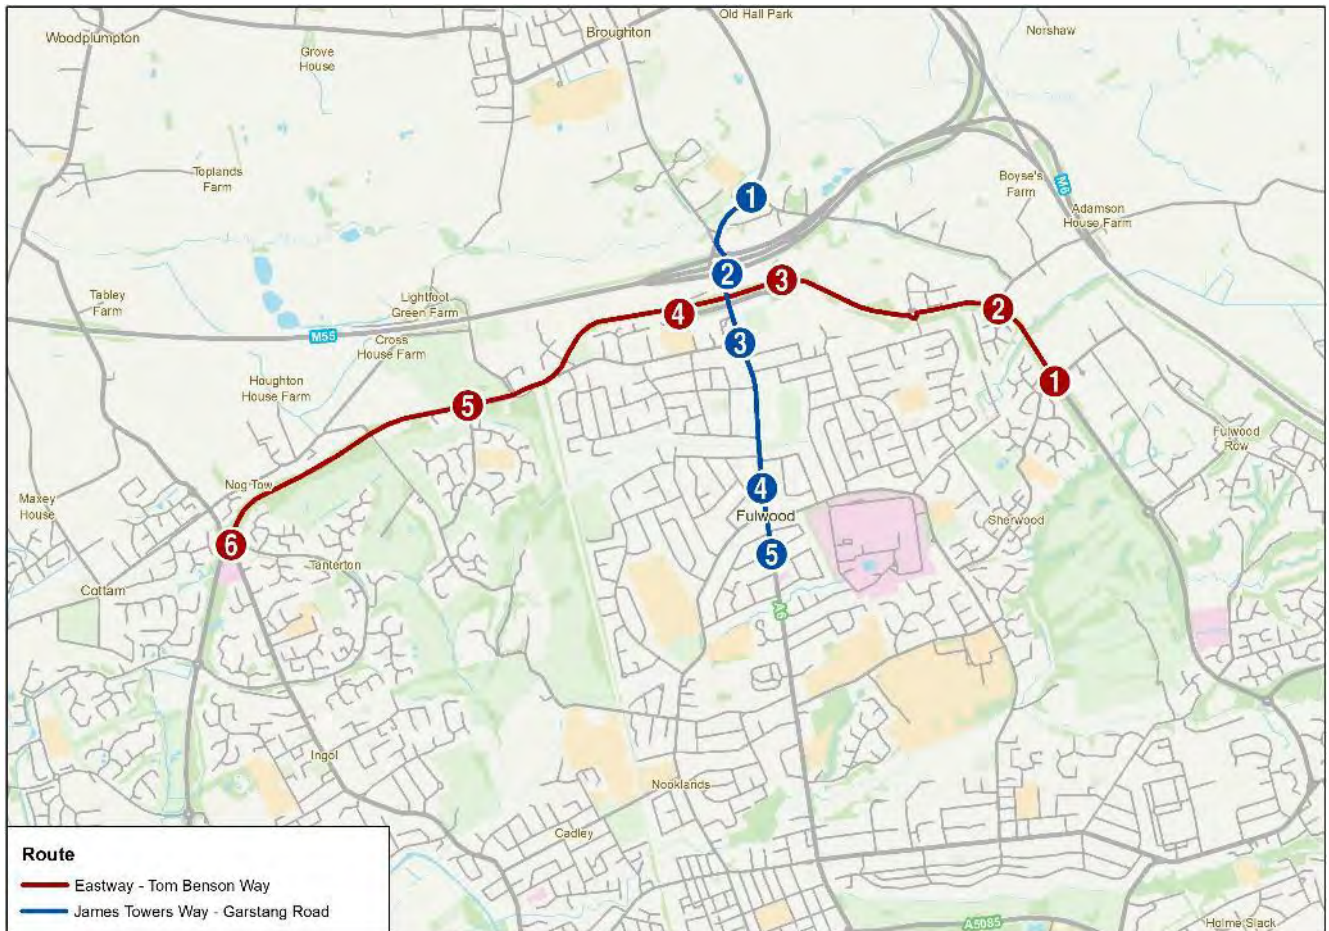 Old Hall Park
Woodplumpton
Broughton
Norshaw
Grove
House
Toplands
Farm
Boyse's
Farm
M6
Adamson
House Farm
1
2
3
Tabley
Farm
Lightfoot
Green Farm
4
2
M55
Cross
House Farm
3
Houghton
House Farm
1
5
Fulwood
Row
Nog Tow
4
Maxey
House
Fulwood
Sherwood
6
5
Tanterton
Cottam
A6
Ingol
Nooklands
Cadley
Route
Eastway - Tom Benson Way
James Towers Way - Garstang Road
A5085
Holme Slack